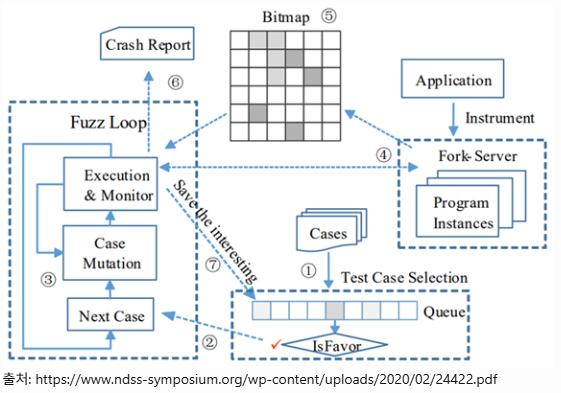 Bitmap ⑤
Crash Report
⑥
Application
Instrument
Fuzz Loop
④
Fork-Server
Execution
& Monitor
Program
Instances
Save the interesting
Cases
Case
Mutation
③
⑦
①
Test Case Selection
Next Case
Queue
②
IsFavor
출처: https://www.ndss-symposium.org/wp-content/uploads/2020/02/24422.pdf